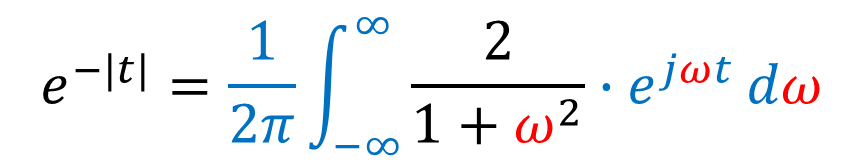 e^{-|t|} = \frac{1}{2\pi} \int_{-\infty}^{\infty} \frac{2}{1 + \omega^2} \cdot e^{j\omega t} \, d\omega